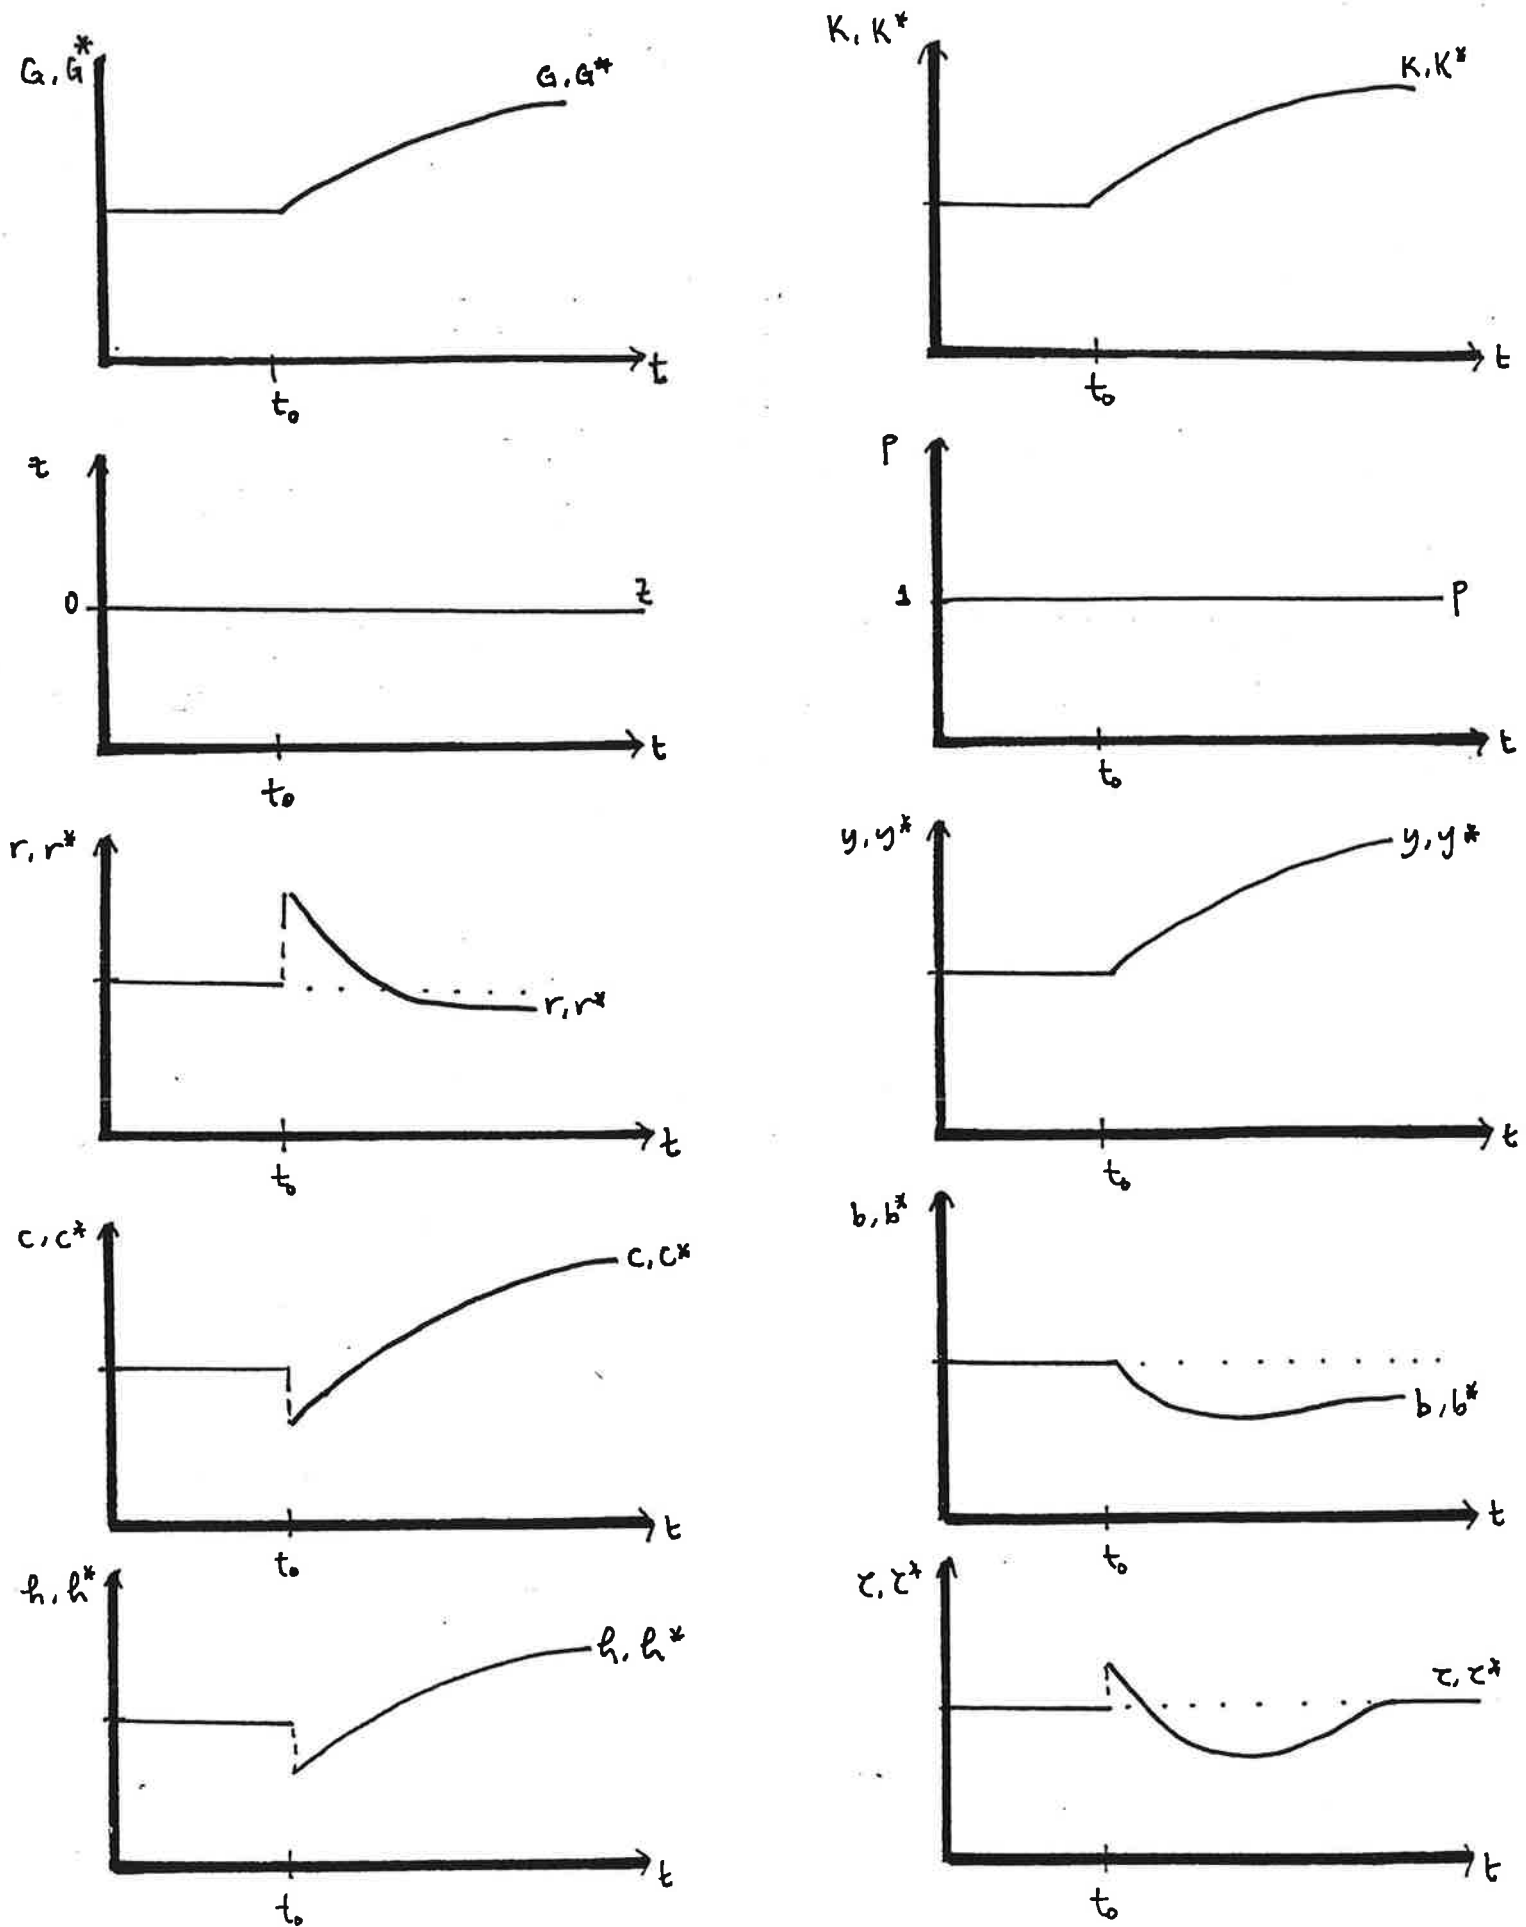 G, G*
G, G*
t
t₀
K, K*
K, K*
t
t₀
z
0
z
t
t₀
P
1
P
t
t₀
r, r*
r, r*
t
t₀
y, y*
y, y*
t
t₀
c, c*
c, c*
t
t₀
b, b*
b, b*
t
t₀
h, h*
h, h*
t
t₀
τ, τ*
τ, τ*
t
t₀